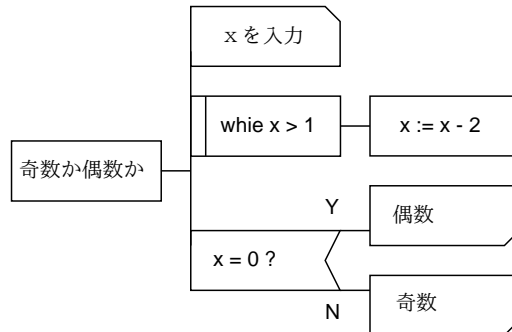 ｘを入力
whie x > 1
x := x - 2
奇数か偶数か
Y
偶数
x = 0 ?
N
奇数